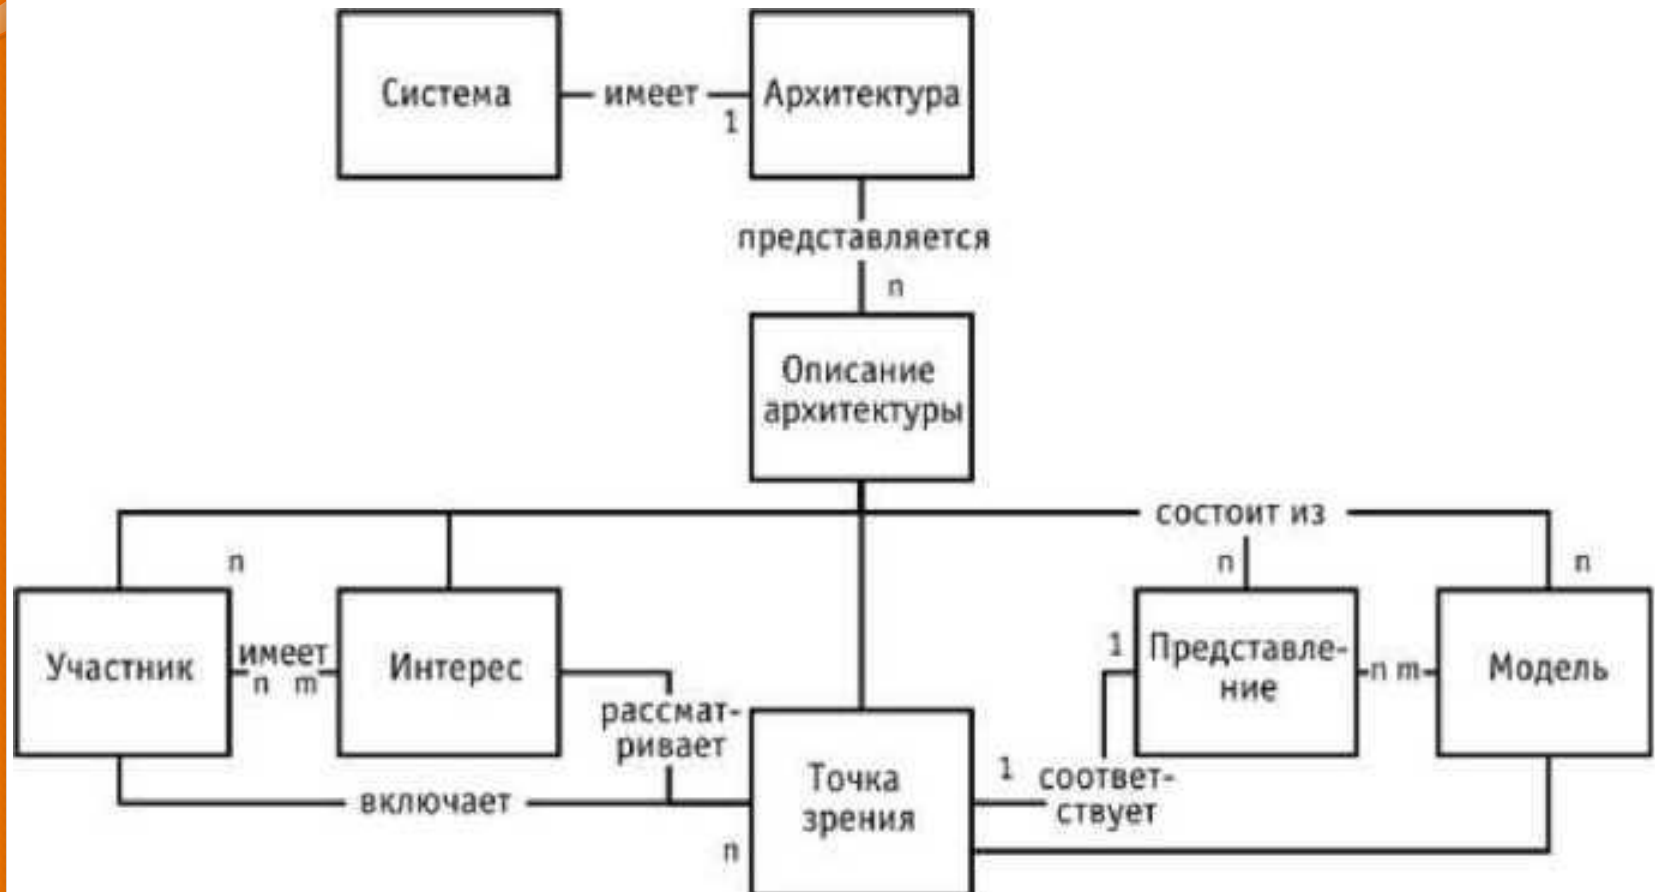 Система
имеет
1
Архитектура
представляется
n
Описание
архитектуры
состоит из
n
n
n
Участник
имеет
n m
Интерес
рассмат-
ривает
включает
Точка
зрения
n
1
соответ-
ствует
1
Представле-
ние
n m
Модель